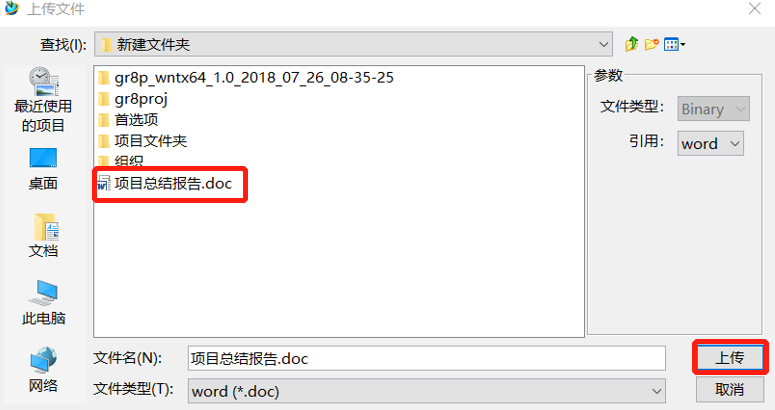 上传文件
查找(I):
新建文件夹
最近使用
的项目
桌面
文档
此电脑
网络
gr8p_wntx64_1.0_2018_07_26_08-35-25
gr8proj
首选项
项目文件夹
组织
项目总结报告.doc
参数
文件类型: Binary
引用: word
文件名(N): 项目总结报告.doc
上传
文件类型(T): word (*.doc)
取消